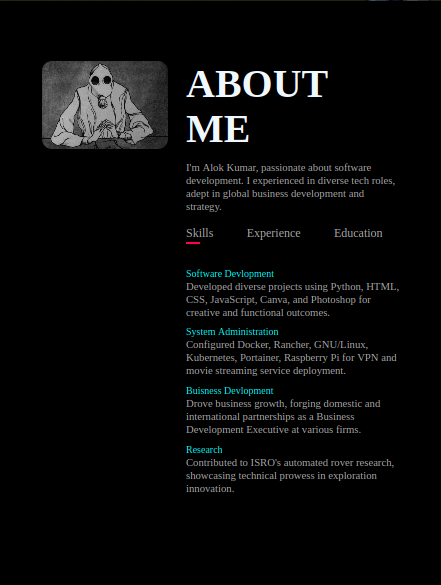 ABOUT
ME
I'm Alok Kumar, passionate about software
development. I experienced in diverse tech roles,
adept in global business development and
strategy.
Skills Experience Education
Software Devlopment
Developed diverse projects using Python, HTML,
CSS, JavaScript, Canva, and Photoshop for
creative and functional outcomes.
System Administration
Configured Docker, Rancher, GNU/Linux,
Kubernetes, Portainer, Raspberry Pi for VPN and
movie streaming service deployment.
Buisness Devlopment
Drove business growth, forging domestic and
international partnerships as a Business
Development Executive at various firms.
Research
Contributed to ISRO's automated rover research,
showcasing technical prowess in exploration
innovation.